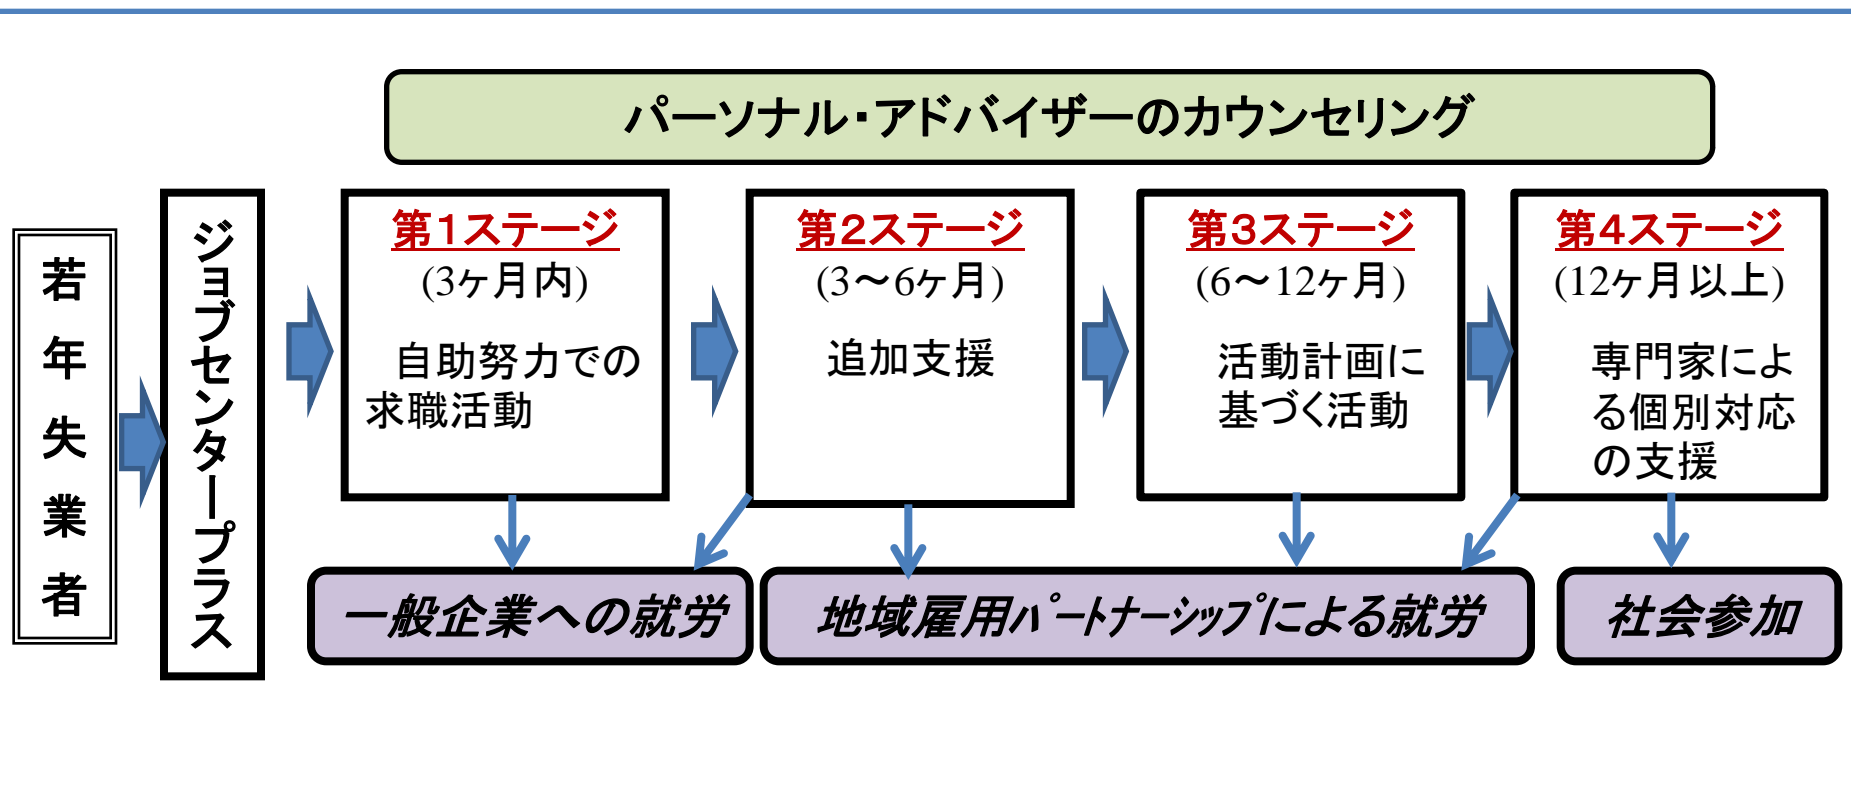 パーソナル・アドバイザーのカウンセリング
若年失業者
ジョブセンタープラス
第1ステージ
(3ヶ月内)
自助努力での
求職活動
第2ステージ
(3～6ヶ月)
追加支援
第3ステージ
(6～12ヶ月)
活動計画に
基づく活動
第4ステージ
(12ヶ月以上)
専門家によ
る個別対応
の支援
一般企業への就労
地域雇用ﾊﾟｰﾄﾅｰｼｯﾌﾟによる就労
社会参加